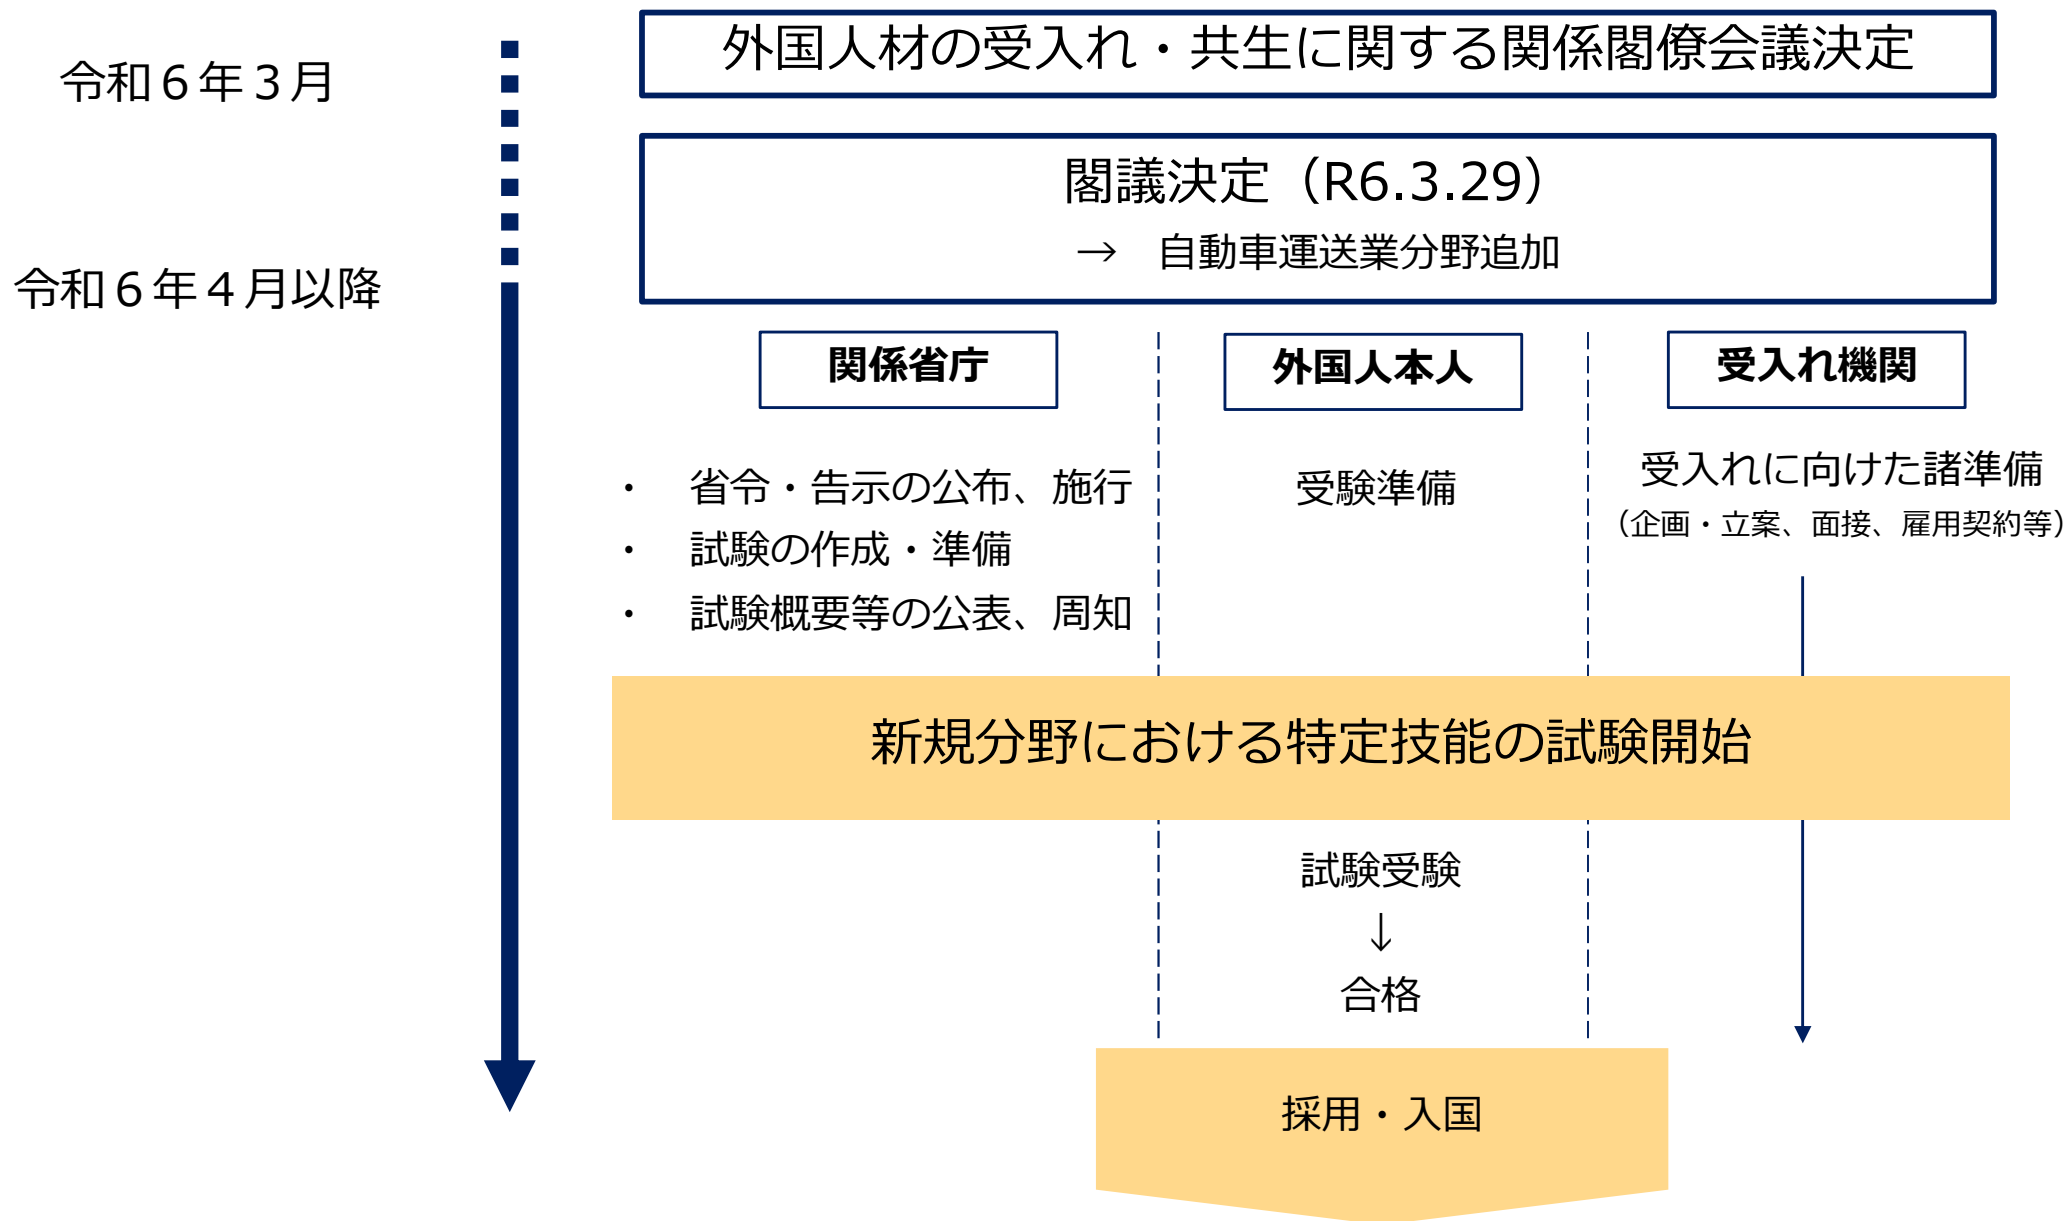 令和６年３月
外国人材の受入れ・共生に関する関係閣僚会議決定
閣議決定（R6.3.29）
→　自動車運送業分野追加
令和６年４月以降
関係省庁
外国人本人
受入れ機関
・　省令・告示の公布、施行
・　試験の作成・準備
・　試験概要等の公表、周知
受験準備
受入れに向けた諸準備
（企画・立案、面接、雇用契約等）
新規分野における特定技能の試験開始
試験受験
↓
合格
採用・入国